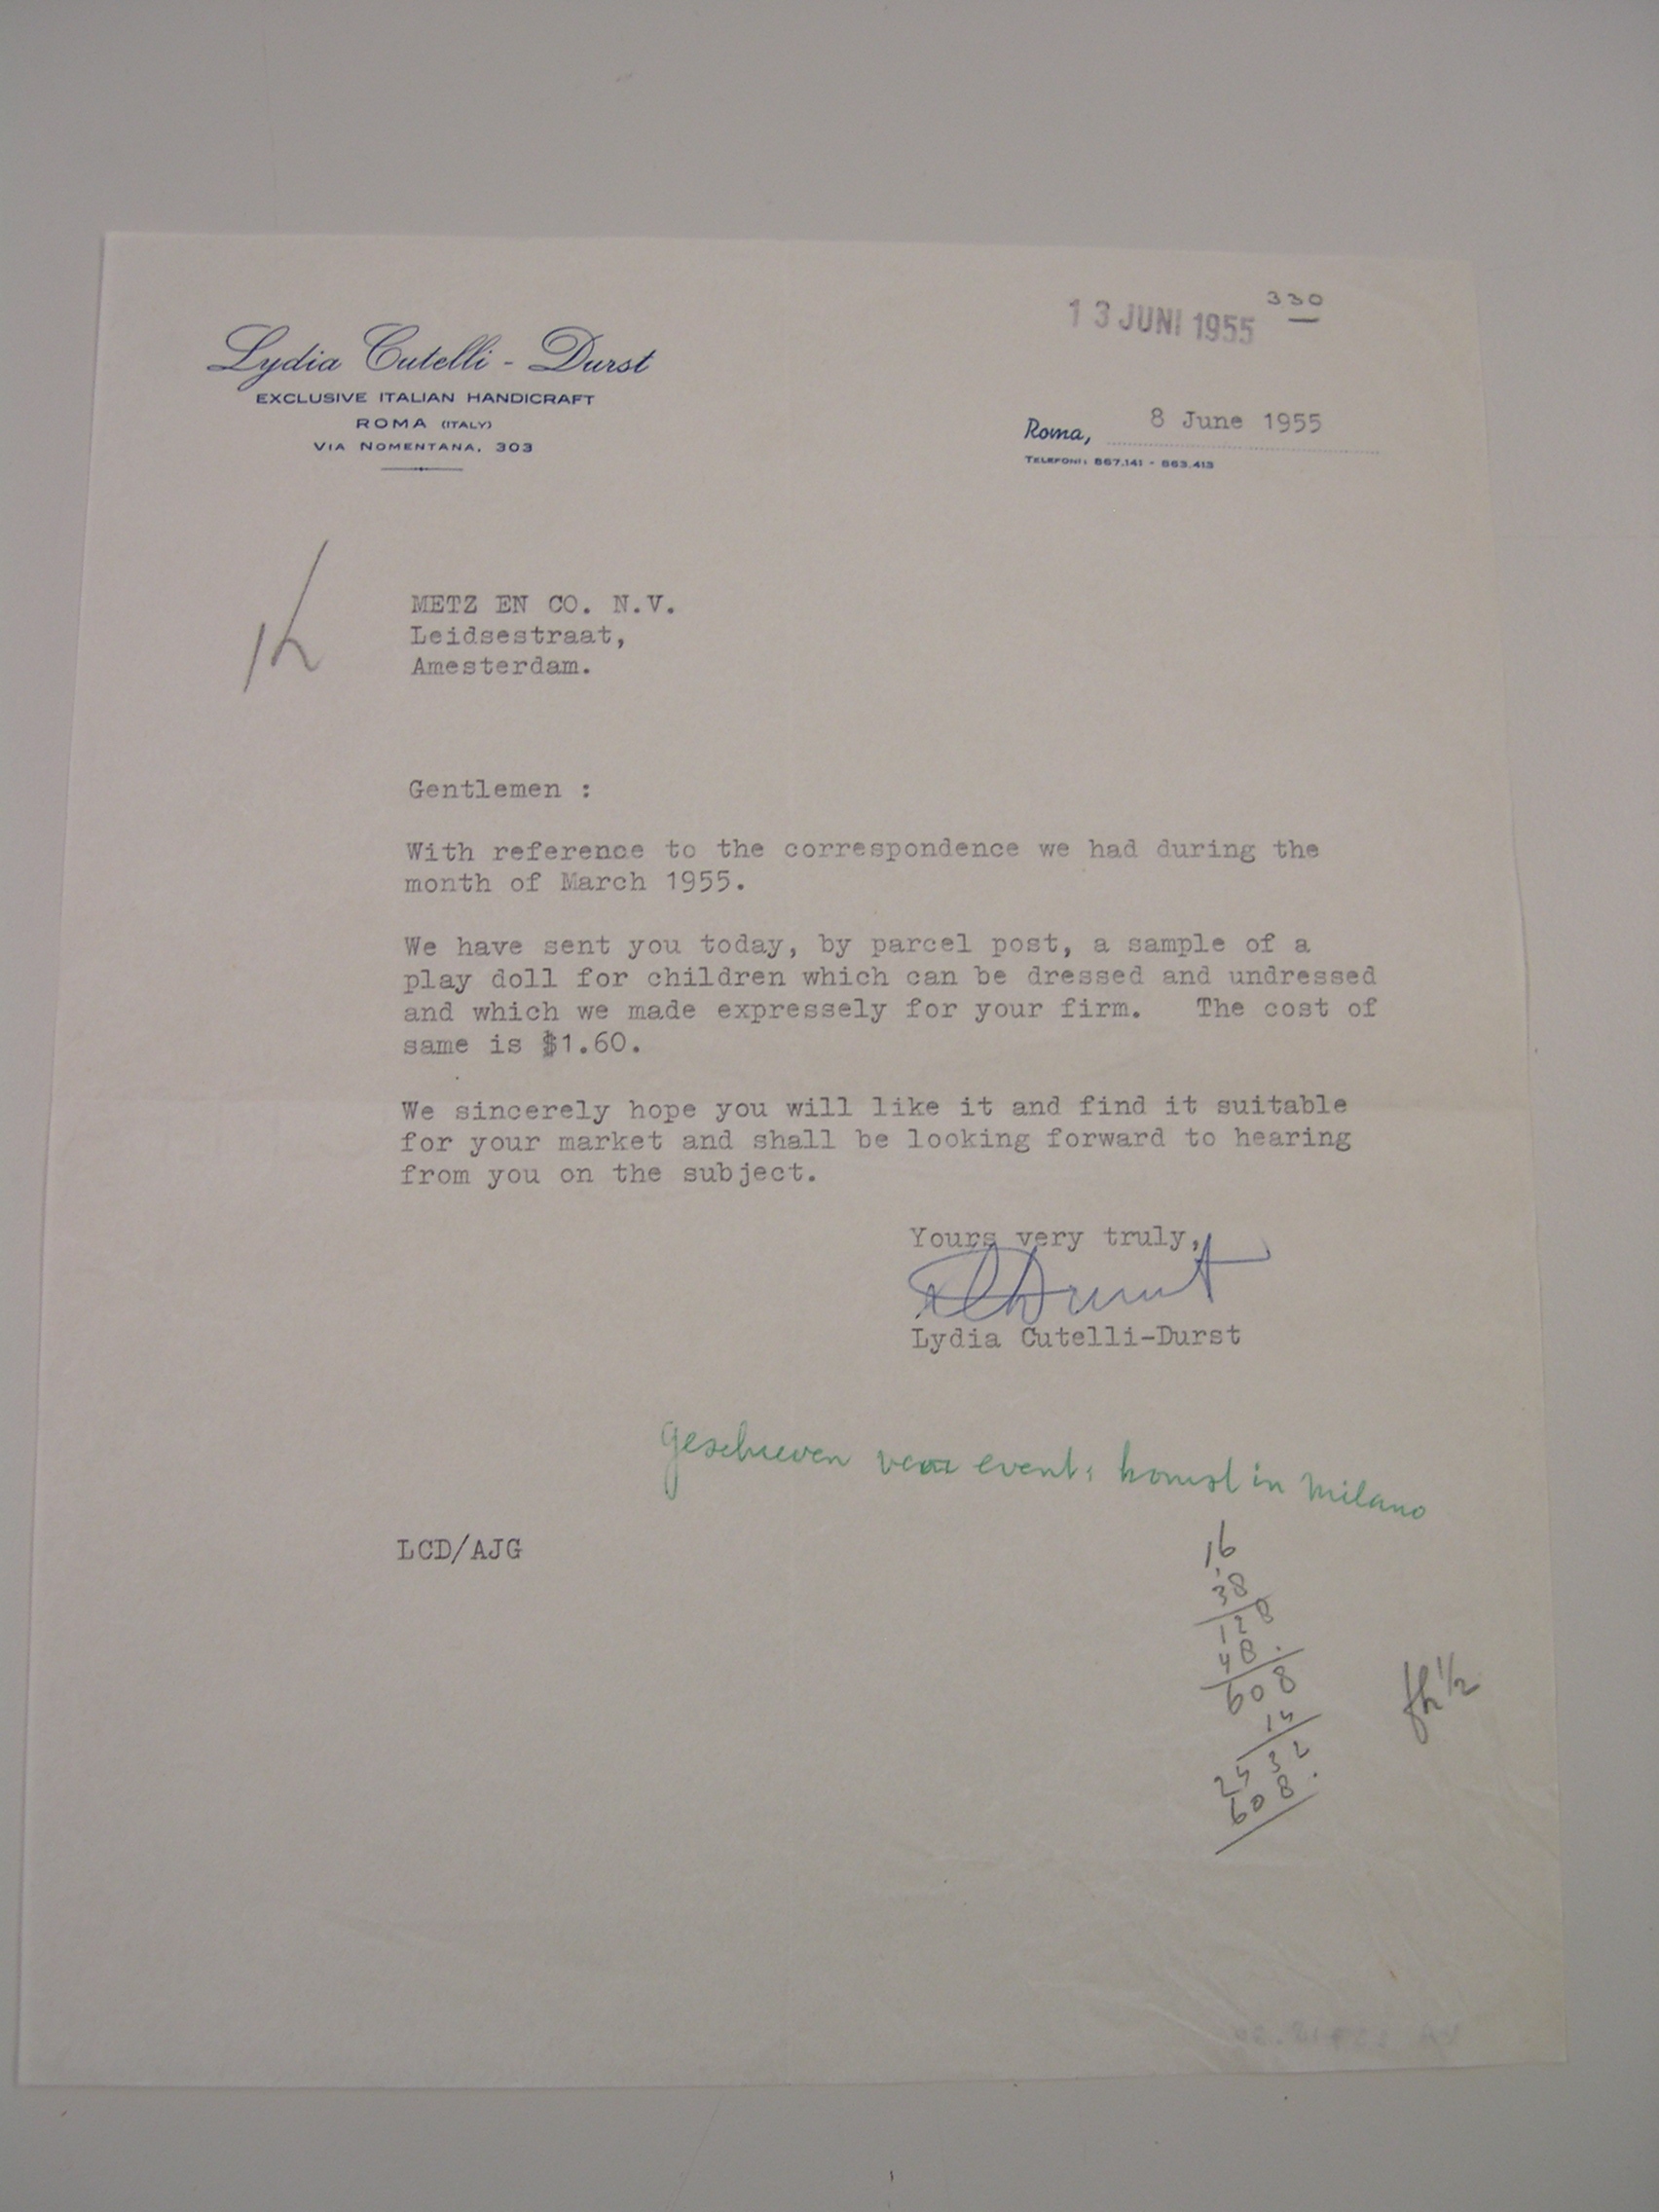 330
13 JUNI 1955
Lydia Cutelli - Durst
EXCLUSIVE ITALIAN HANDICRAFT
ROMA (ITALY)
VIA NOMENTANA, 303
Roma, 8 June 1955
TELEFONI: 867.141 - 863.413
METZ EN CO. N.V.
Leidsestraat,
Amesterdam.
Gentlemen :
With reference to the correspondence we had during the
month of March 1955.
We have sent you today, by parcel post, a sample of a
play doll for children which can be dressed and undressed
and which we made expressely for your firm. The cost of
same is $1.60.
We sincerely hope you will like it and find it suitable
for your market and shall be looking forward to hearing
from you on the subject.
Yours very truly,
Lydia Cutelli-Durst
geschreven voor event. komst in Milano
LCD/AJG
16
38
128
48.
608
14
2432
608.